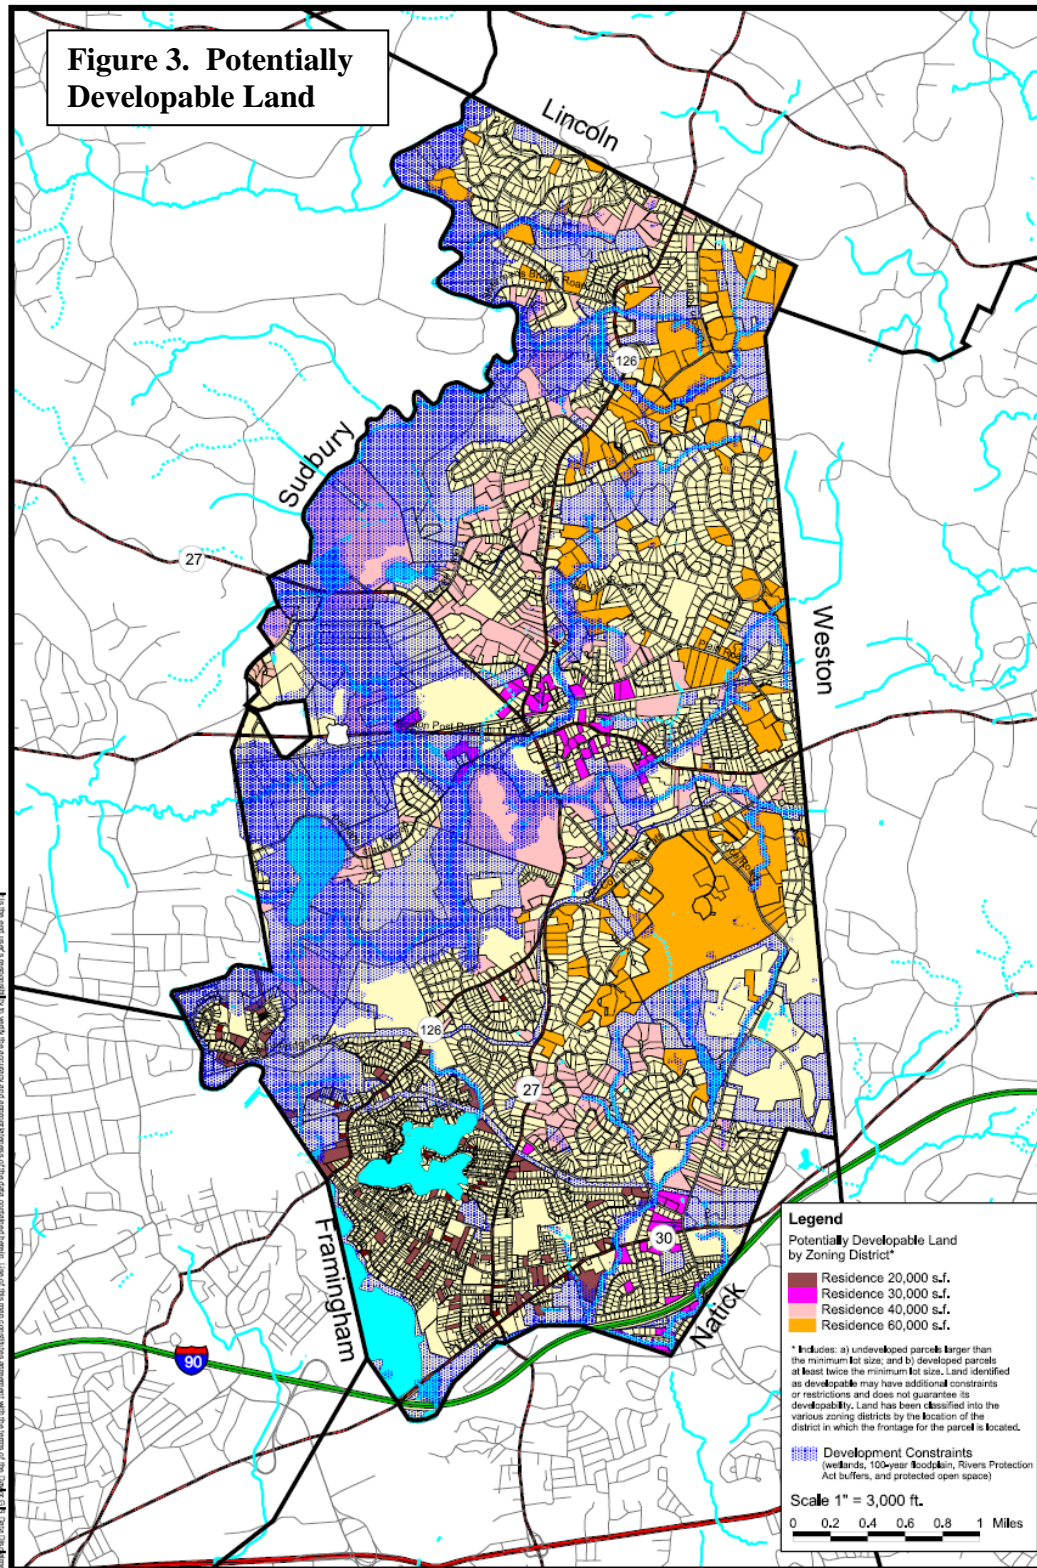 Figure 3. Potentially
Developable Land
Lincoln
126
Sudbury
27
Weston
126
27
30
Framingham
Natick
90
Legend
Potentially Developable Land
by Zoning District*
Residence 20,000 s.f.
Residence 30,000 s.f.
Residence 40,000 s.f.
Residence 60,000 s.f.
* Includes: a) undeveloped parcels larger than
the minimum lot size; and b) developed parcels
at least twice the minimum lot size. Land identified
as developable may have additional constraints
or restrictions and does not guarantee its
developability. Land has been classified into the
various zoning districts by the location of the
district in which the frontage for the parcel is located.
Development Constraints
(wetlands, 100-year floodplain, Rivers Protection
Act buffers, and protected open space)
Scale 1" = 3,000 ft.
0 0.2 0.4 0.6 0.8 1 Miles